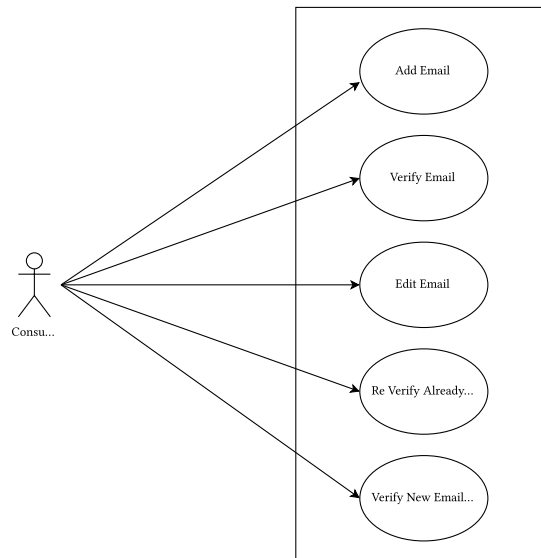 Add Email
Verify Email
Edit Email
Consu...
Re Verify Already...
Verify New Email...